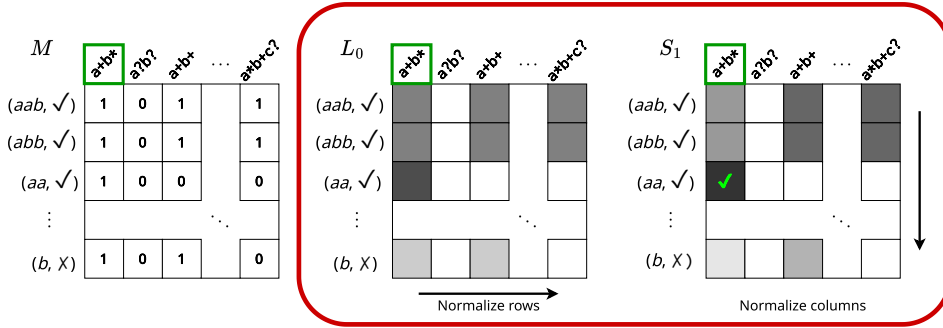 M a+b* a?b? a+b+ ... a*b+c?
(aab, ✓) 1 0 1 1
(abb, ✓) 1 0 1 1
(aa, ✓) 1 0 0 0
⋮ ⋱
(b, ✗) 1 0 1 0
L₀ a+b* a?b? a+b+ ... a*b+c?
(aab, ✓)
(abb, ✓)
(aa, ✓)
⋮ ⋱
(b, ✗)
Normalize rows
S₁ a+b* a?b? a+b+ ... a*b+c?
(aab, ✓)
(abb, ✓)
(aa, ✓) ✓
⋮ ⋱
(b, ✗)
Normalize columns